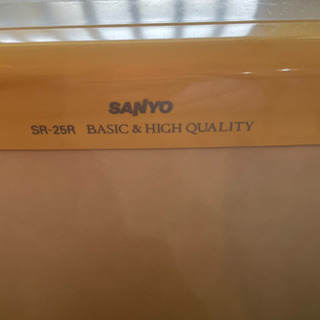 SANYO
SR-25R BASIC & HIGH QUALITY